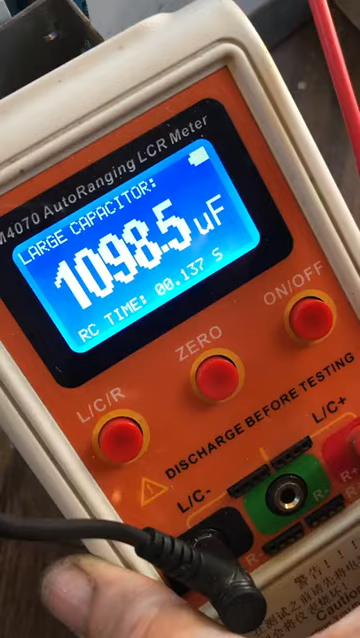 M4070 AutoRanging LCR Meter
LARGE CAPACITOR:
1098.5 uF
RC TIME: 00.137 S
L/C/R
ZERO
ON/OFF
DISCHARGE BEFORE TESTING
L/C-
L/C+
R-
R-
警告!
Caution